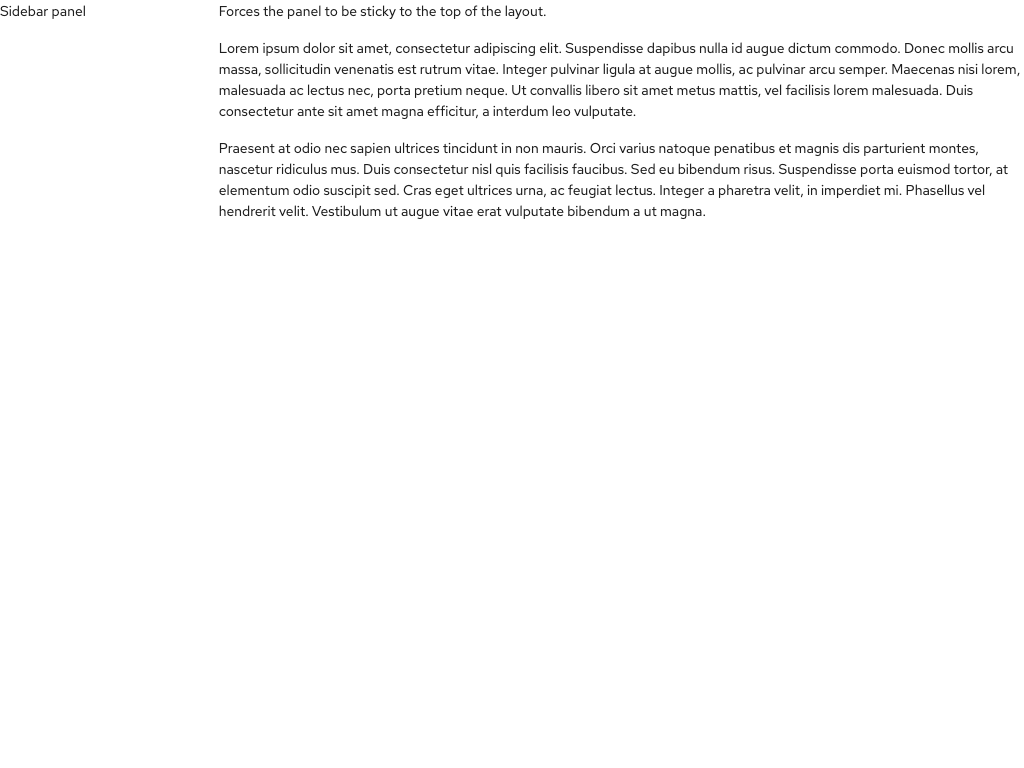 Sidebar panel
Forces the panel to be sticky to the top of the layout.
Lorem ipsum dolor sit amet, consectetur adipiscing elit. Suspendisse dapibus nulla id augue dictum commodo. Donec mollis arcu
massa, sollicitudin venenatis est rutrum vitae. Integer pulvinar ligula at augue mollis, ac pulvinar arcu semper. Maecenas nisi lorem,
malesuada ac lectus nec, porta pretium neque. Ut convallis libero sit amet metus mattis, vel facilisis lorem malesuada. Duis
consectetur ante sit amet magna efficitur, a interdum leo vulputate.
Praesent at odio nec sapien ultrices tincidunt in non mauris. Orci varius natoque penatibus et magnis dis parturient montes,
nascetur ridiculus mus. Duis consectetur nisl quis facilisis faucibus. Sed eu bibendum risus. Suspendisse porta euismod tortor, at
elementum odio suscipit sed. Cras eget ultrices urna, ac feugiat lectus. Integer a pharetra velit, in imperdiet mi. Phasellus vel
hendrerit velit. Vestibulum ut augue vitae erat vulputate bibendum a ut magna.